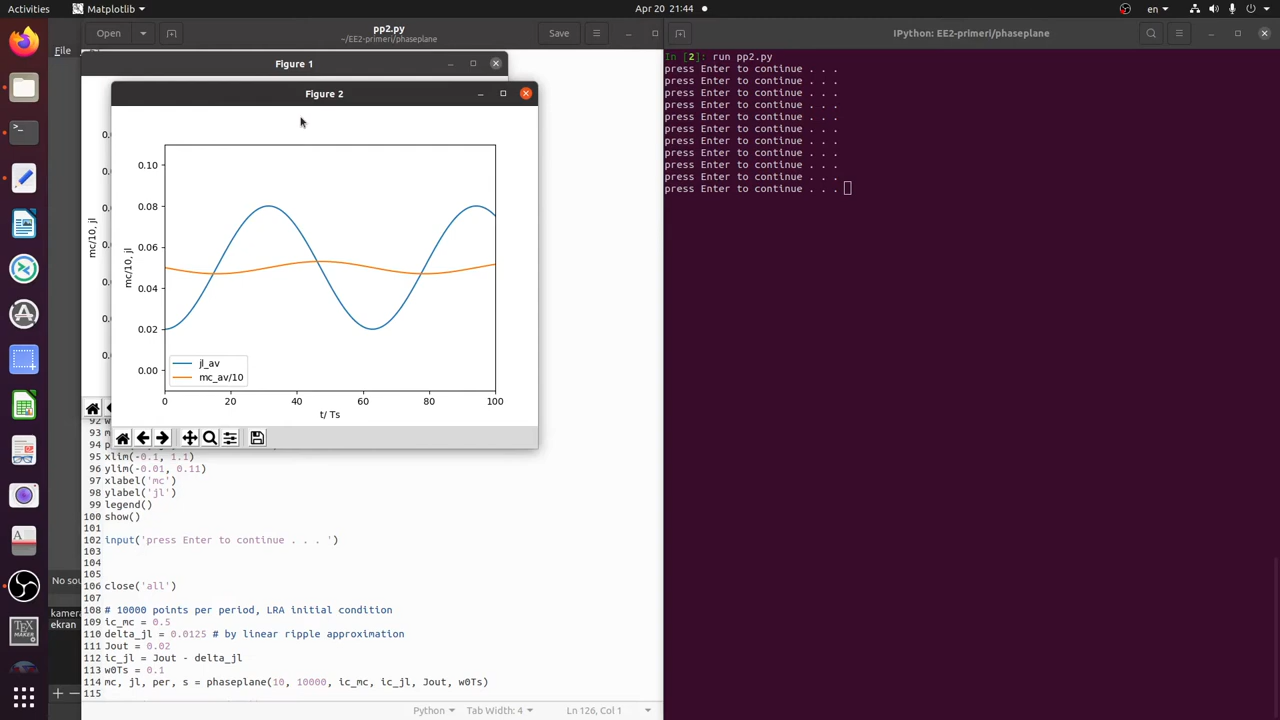 Activities
Matplotlib
Apr 20 21:44
en
File
Open
pp2.py
~/EE2-primeri/phaseplane
Save
Figure 1
mc/10, jl
Figure 2
0.10
0.08
0.06
0.04
0.02
0.00
mc/10, jl
jl_av
mc_av/10
0 20 40 60 80 100
t/ Ts
93
94
95 xlim(-0.1, 1.1)
96 ylim(-0.01, 0.11)
97 xlabel('mc')
98 ylabel('jl')
99 legend()
100 show()
101
102 input('press Enter to continue . . . ')
103
104
105
106 close('all')
107
108 # 10000 points per period, LRA initial condition
109 ic_mc = 0.5
110 delta_jl = 0.0125 # by linear ripple approximation
111 Jout = 0.02
112 ic_jl = Jout - delta_jl
113 w0Ts = 0.1
114 mc, jl, per, s = phaseplane(10, 10000, ic_mc, ic_jl, Jout, w0Ts)
115
No sou
kamera
ekran
Python
Tab Width: 4
Ln 126, Col 1
IPython: EE2-primeri/phaseplane
In [2]: run pp2.py
press Enter to continue . . .
press Enter to continue . . .
press Enter to continue . . .
press Enter to continue . . .
press Enter to continue . . .
press Enter to continue . . .
press Enter to continue . . .
press Enter to continue . . .
press Enter to continue . . .
press Enter to continue . . .
press Enter to continue . . .